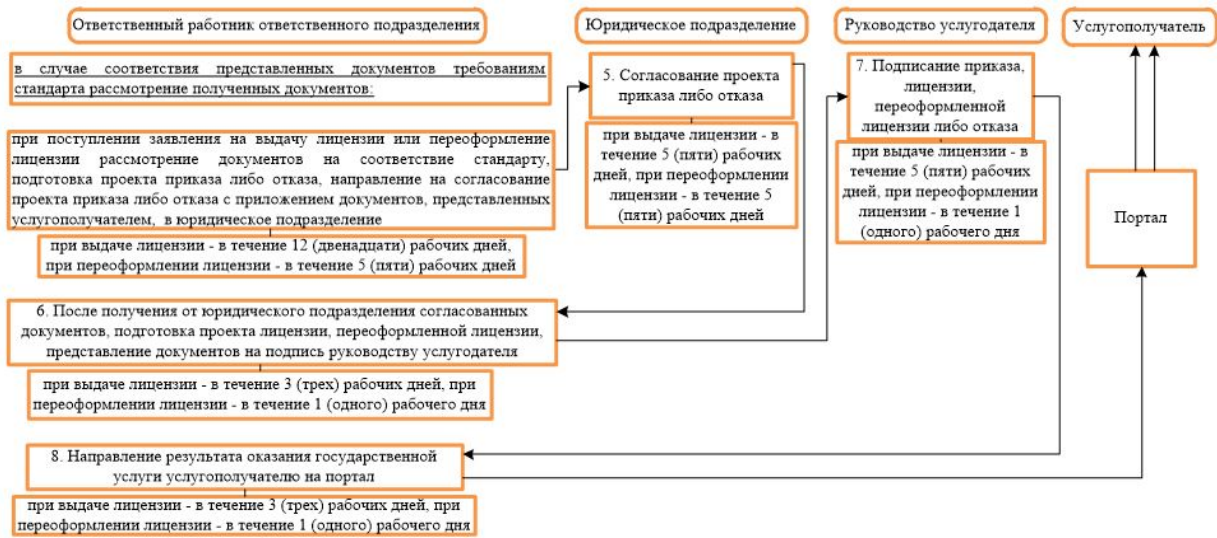 Ответственный работник ответственного подразделения
Юридическое подразделение
Руководство услугодателя
Услугополучатель
в случае соответствия представленных документов требованиям
стандарта рассмотрение полученных документов:
при поступлении заявления на выдачу лицензии или переоформление
лицензии рассмотрение документов на соответствие стандарту,
подготовка проекта приказа либо отказа, направление на согласование
проекта приказа либо отказа с приложением документов, представленных
услугополучателем, в юридическое подразделение
при выдаче лицензии - в течение 12 (двенадцати) рабочих дней,
при переоформлении лицензии - в течение 5 (пяти) рабочих дней
5. Согласование проекта
приказа либо отказа
при выдаче лицензии - в
течение 5 (пяти) рабочих
дней, при переоформлении
лицензии - в течение 5
(пяти) рабочих дней
6. После получения от юридического подразделения согласованных
документов, подготовка проекта лицензии, переоформленной лицензии,
представление документов на подпись руководству услугодателя
при выдаче лицензии - в течение 3 (трех) рабочих дней, при
переоформлении лицензии - в течение 1 (одного) рабочего дня
7. Подписание приказа,
лицензии,
переоформленной
лицензии либо отказа
при выдаче лицензии - в
течение 5 (пяти) рабочих
дней, при переоформлении
лицензии - в течение 1
(одного) рабочего дня
8. Направление результата оказания государственной
услуги услугополучателю на портал
при выдаче лицензии - в течение 3 (трех) рабочих дней, при
переоформлении лицензии - в течение 1 (одного) рабочего дня
Портал